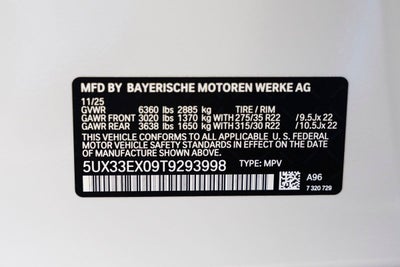 MFD BY BAYERISCHE MOTOREN WERKE AG
11/25
GVWR 6360 lbs 2885 kg TIRE / RIM
GAWR FRONT 3020 lbs 1370 kg 275/35 R22 / 9.5Jx 22
GAWR REAR 3638 lbs 1650 kg 315/30 R22 / 10.5Jx 22
THIS VEHICLE CONFORMS TO ALL APPLICABLE U.S. FEDERAL
MOTOR VEHICLE SAFETY STANDARDS IN EFFECT ON THE
DATE OF MANUFACTURE SHOWN ABOVE.
5UX33EX09T9293998 TYPE: MPV
A96
7 320 729